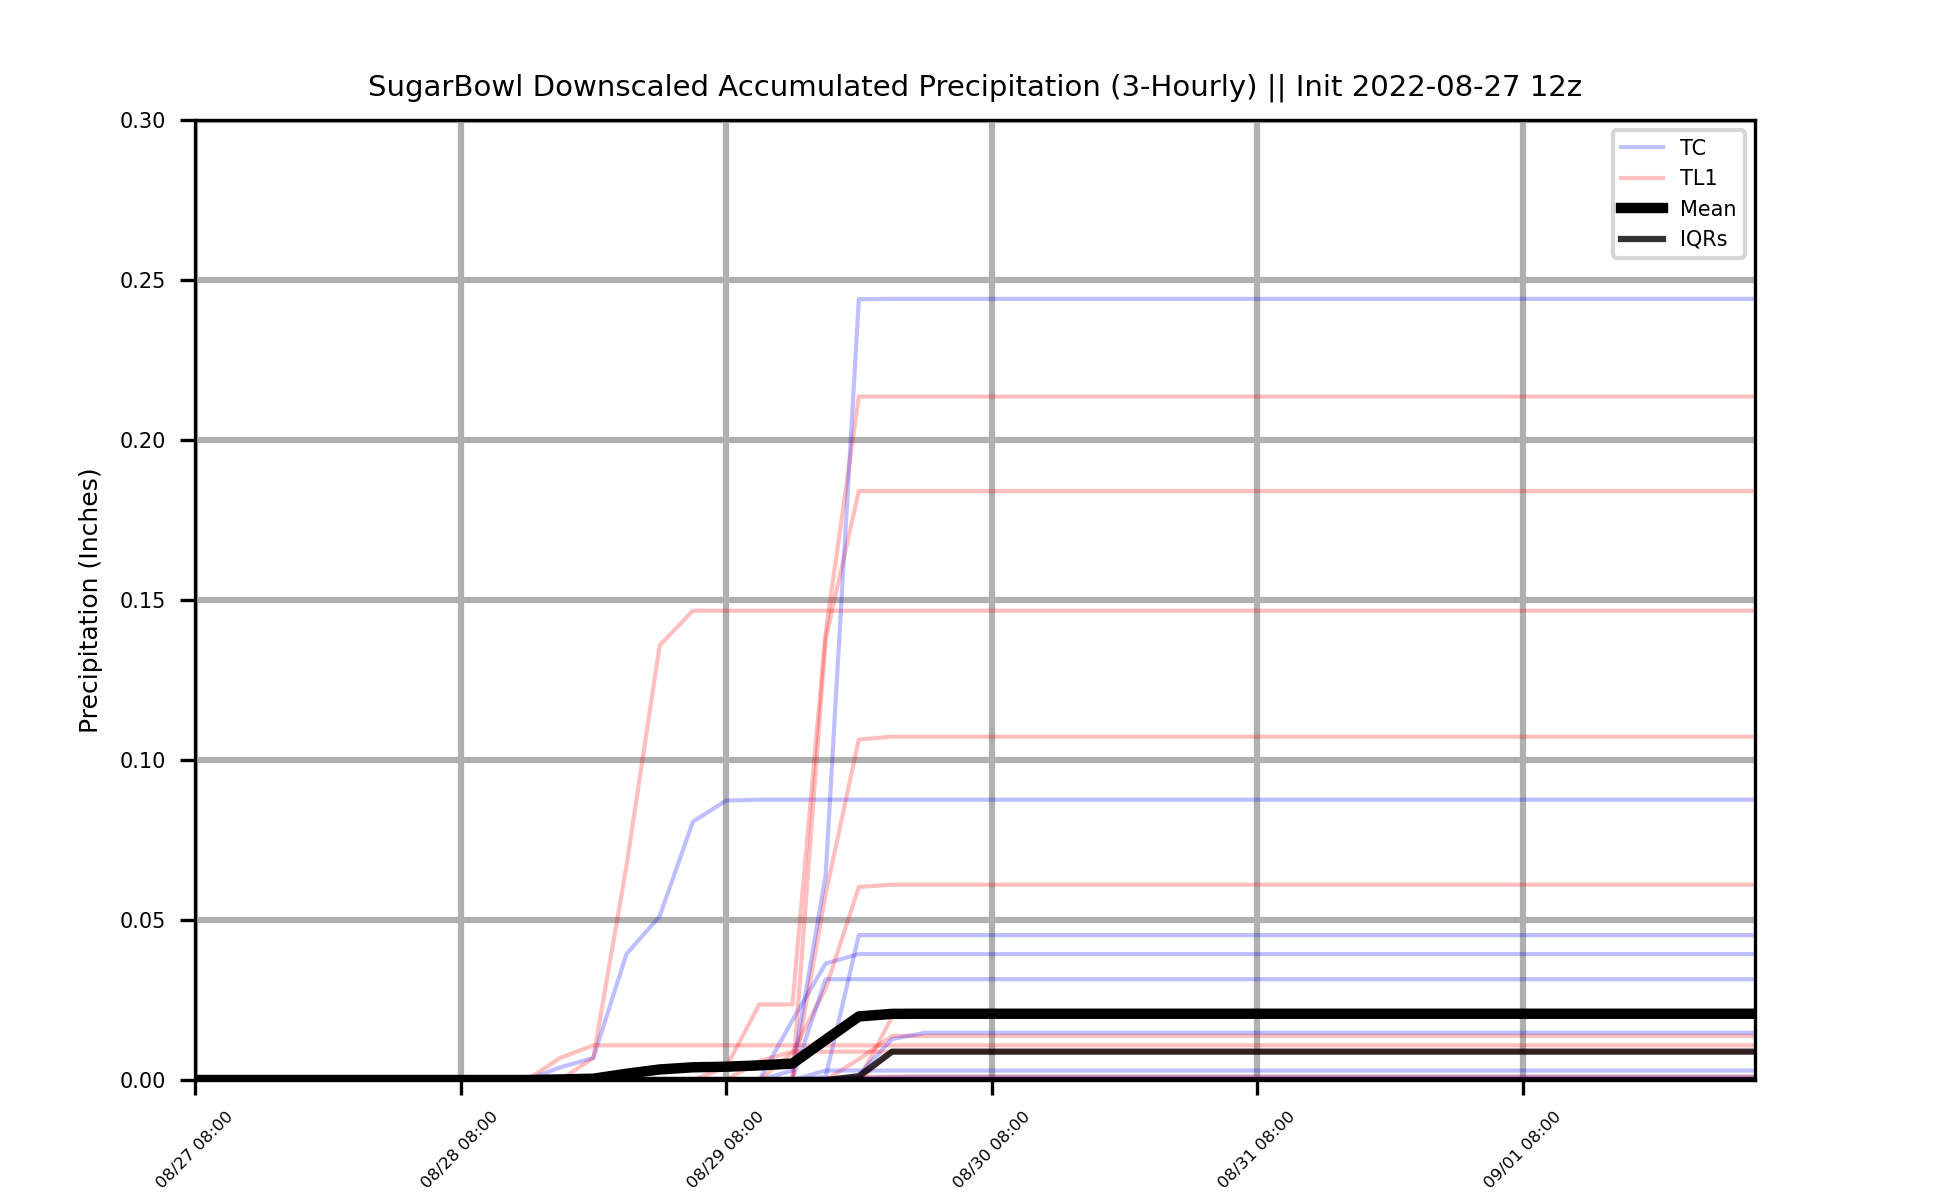 SugarBowl Downscaled Accumulated Precipitation (3-Hourly) || Init 2022-08-27 12z
0.30
0.25
0.20
0.15
0.10
0.05
0.00
Precipitation (Inches)
TC
TL1
Mean
IQRs
08/27 08:00
08/28 08:00
08/29 08:00
08/30 08:00
08/31 08:00
09/01 08:00